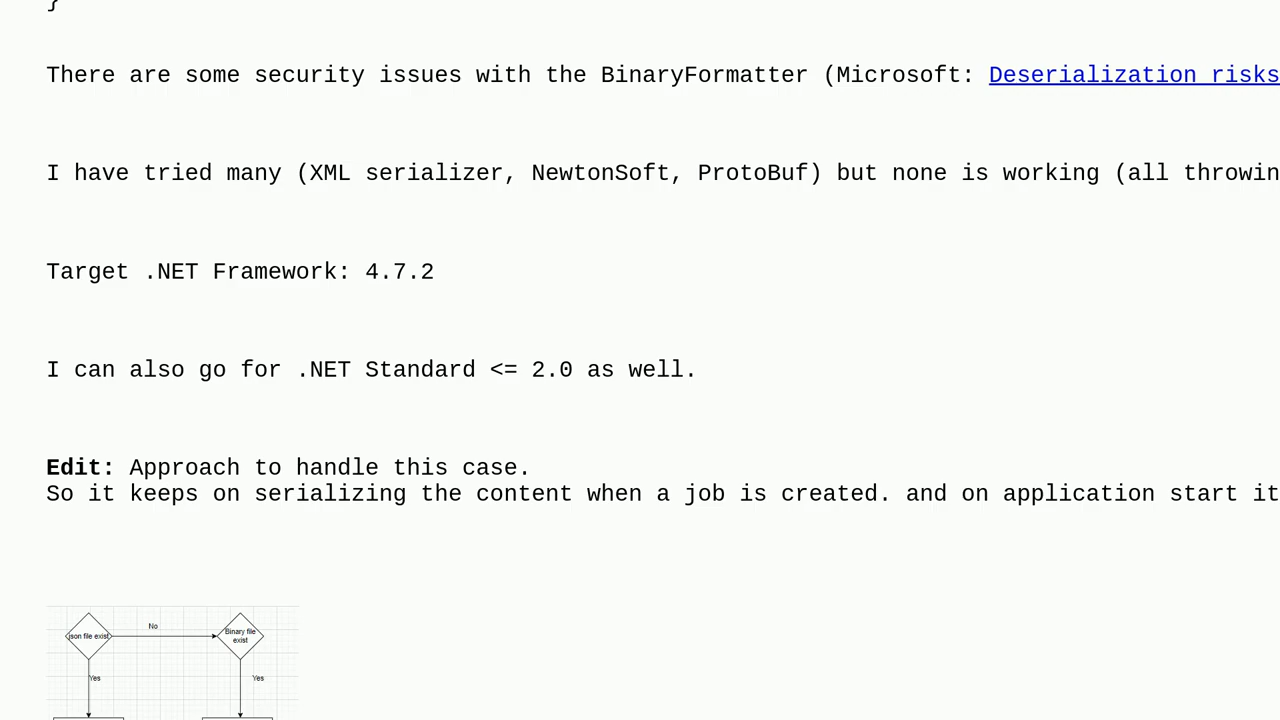 }
There are some security issues with the BinaryFormatter (Microsoft: Deserialization risks
I have tried many (XML serializer, NewtonSoft, ProtoBuf) but none is working (all throwin
Target .NET Framework: 4.7.2
I can also go for .NET Standard <= 2.0 as well.
Edit: Approach to handle this case.
So it keeps on serializing the content when a job is created. and on application start it
No
json file exist
Binary file
exist
Yes
Yes